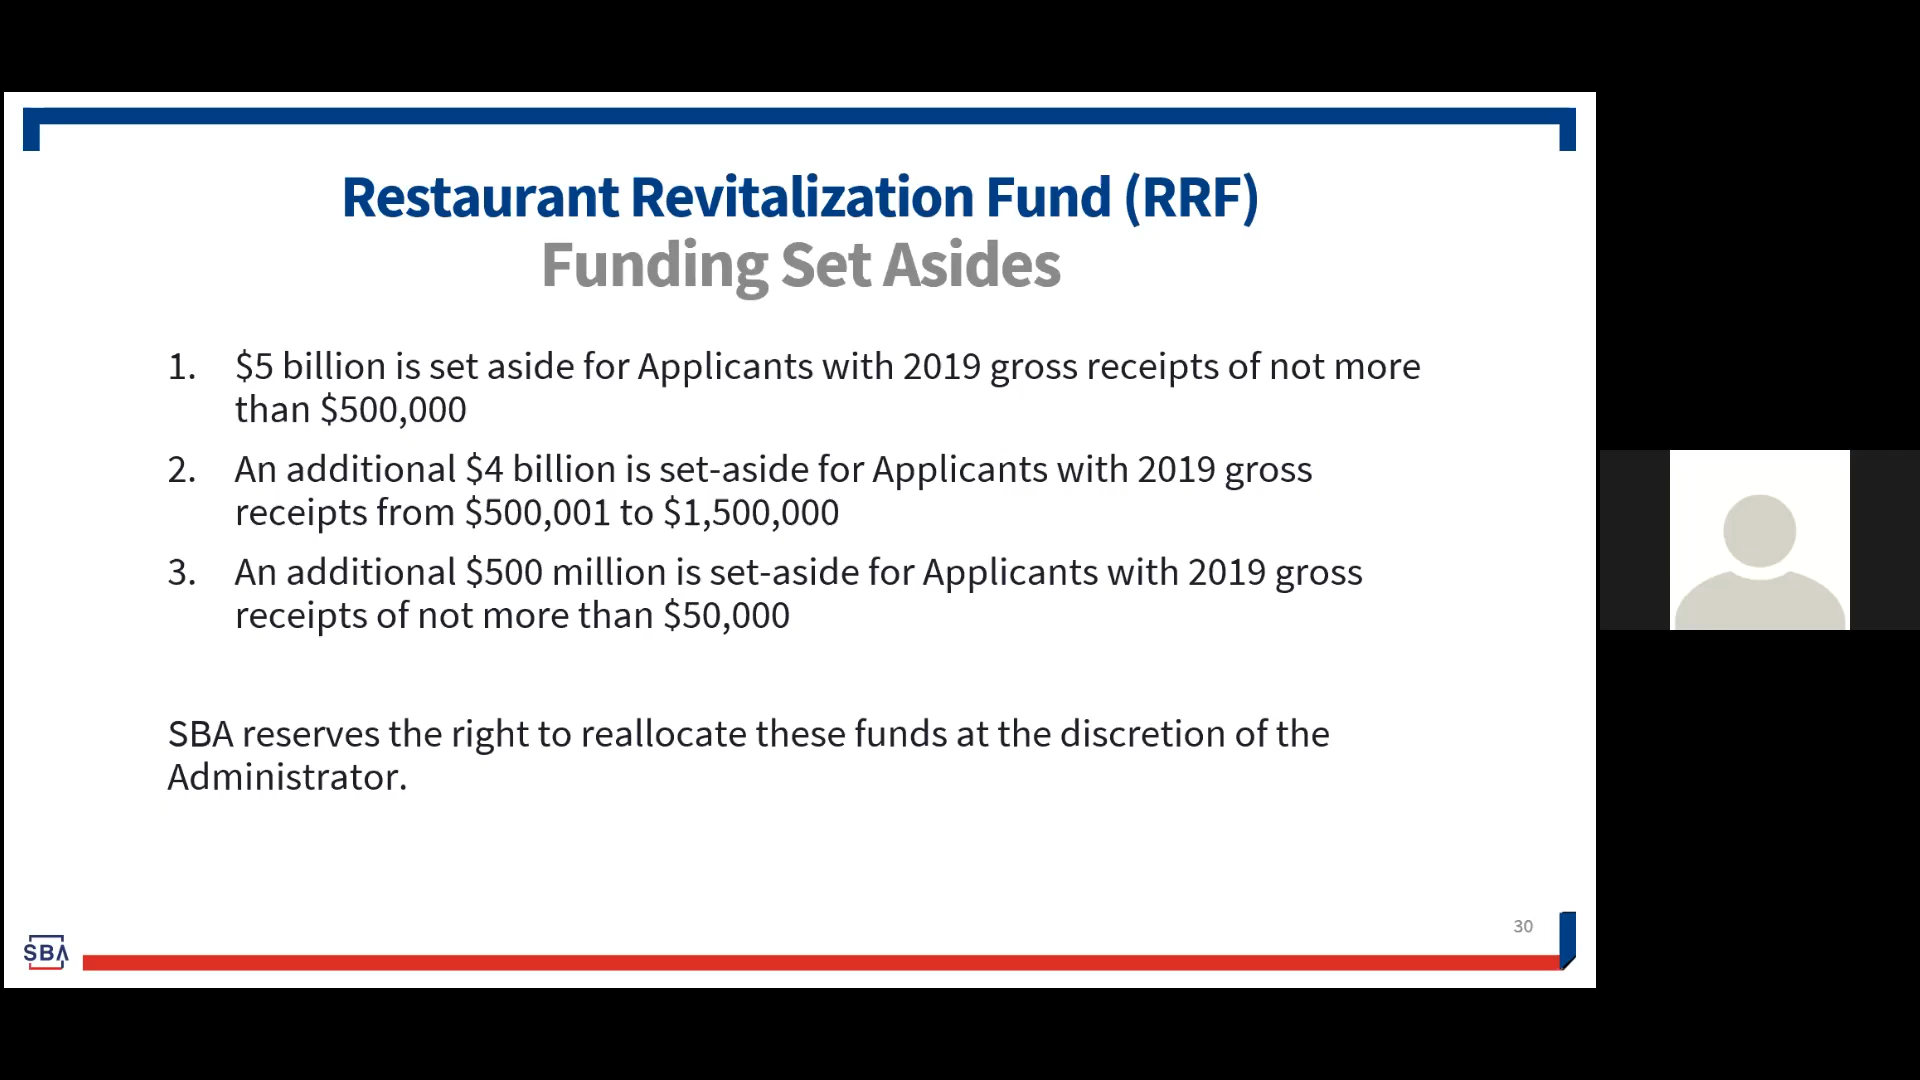 Restaurant Revitalization Fund (RRF)
Funding Set Asides
1. $5 billion is set aside for Applicants with 2019 gross receipts of not more
than $500,000
2. An additional $4 billion is set-aside for Applicants with 2019 gross
receipts from $500,001 to $1,500,000
3. An additional $500 million is set-aside for Applicants with 2019 gross
receipts of not more than $50,000
SBA reserves the right to reallocate these funds at the discretion of the
Administrator.
30
SBA